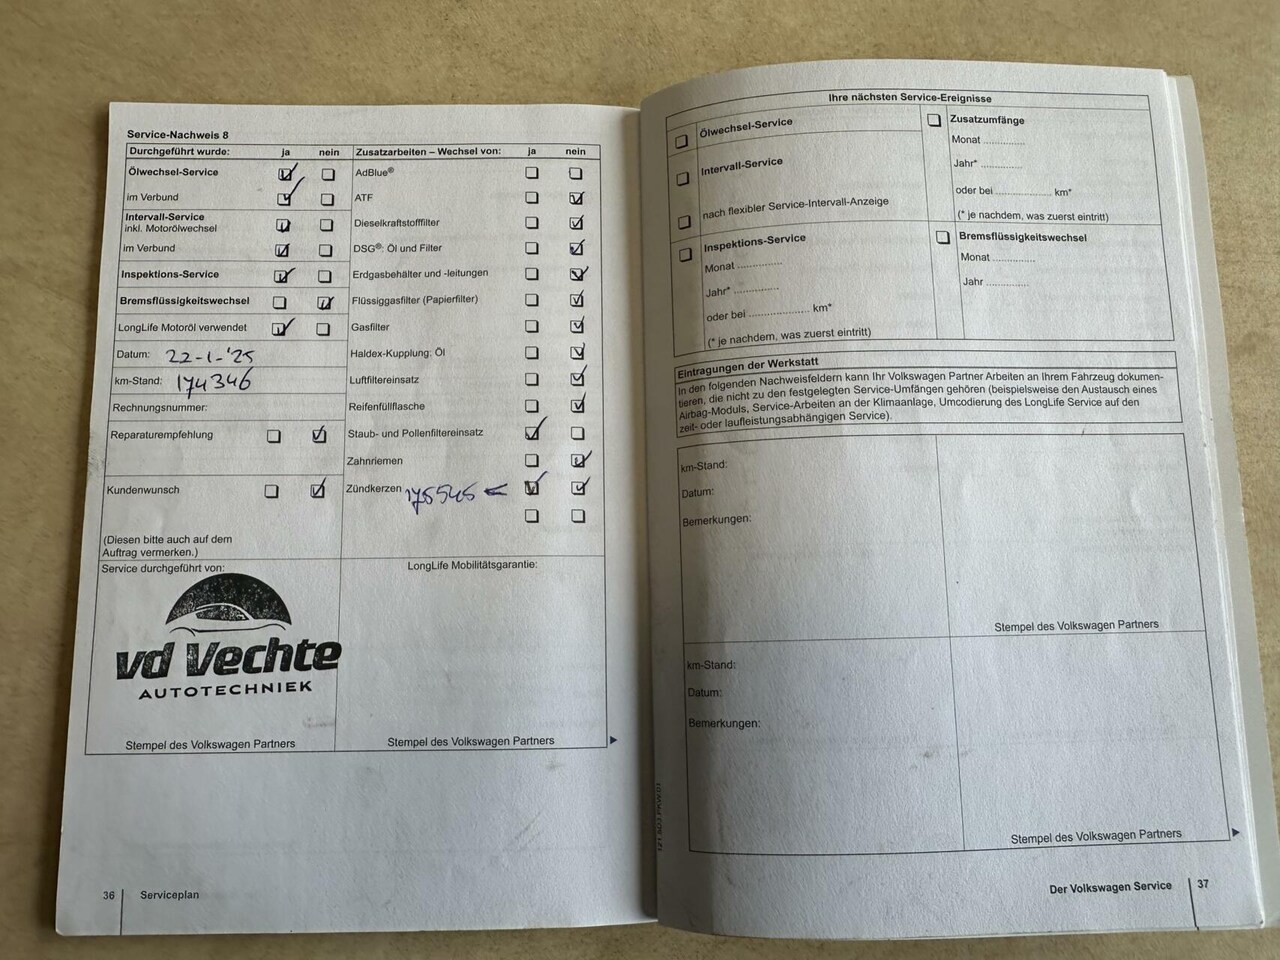 Service-Nachweis 8
Durchgeführt wurde: ja nein
Ölwechsel-Service
im Verbund
Intervall-Service
inkl. Motorölwechsel
im Verbund
Inspektions-Service
Bremsflüssigkeitswechsel
LongLife Motoröl verwendet
Datum: 22-1-'25
km-Stand: 174346
Rechnungsnummer:
Reparaturempfehlung
Kundenwunsch
(Diesen bitte auch auf dem
Auftrag vermerken.)
Zusatzarbeiten – Wechsel von: ja nein
AdBlue®
ATF
Dieselkraftstofffilter
DSG®: Öl und Filter
Erdgasbehälter und -leitungen
Flüssiggasfilter (Papierfilter)
Gasfilter
Haldex-Kupplung: Öl
Luftfiltereinsatz
Reifenfüllflasche
Staub- und Pollenfiltereinsatz
Zahnriemen
Zündkerzen 175545 ←
Service durchgeführt von:
vd Vechte
AUTOTECHNIEK
Stempel des Volkswagen Partners
LongLife Mobilitätsgarantie:
Stempel des Volkswagen Partners
36 Serviceplan
Ihre nächsten Service-Ereignisse
Ölwechsel-Service
Intervall-Service
nach flexibler Service-Intervall-Anzeige
Inspektions-Service
Monat ...............
Jahr* ...............
oder bei .................... km*
(* je nachdem, was zuerst eintritt)
Zusatzumfänge
Monat ..............
Jahr* ..............
oder bei .................... km*
(* je nachdem, was zuerst eintritt)
Bremsflüssigkeitswechsel
Monat ..............
Jahr ..............
Eintragungen der Werkstatt
In den folgenden Nachweisfeldern kann Ihr Volkswagen Partner Arbeiten an Ihrem Fahrzeug dokumen-
tieren, die nicht zu den festgelegten Service-Umfängen gehören (beispielsweise den Austausch eines
Airbag-Moduls, Service-Arbeiten an der Klimaanlage, Umcodierung des LongLife Service auf den
zeit- oder laufleistungsabhängigen Service).
km-Stand:
Datum:
Bemerkungen:
Stempel des Volkswagen Partners
km-Stand:
Datum:
Bemerkungen:
Stempel des Volkswagen Partners
Der Volkswagen Service 37